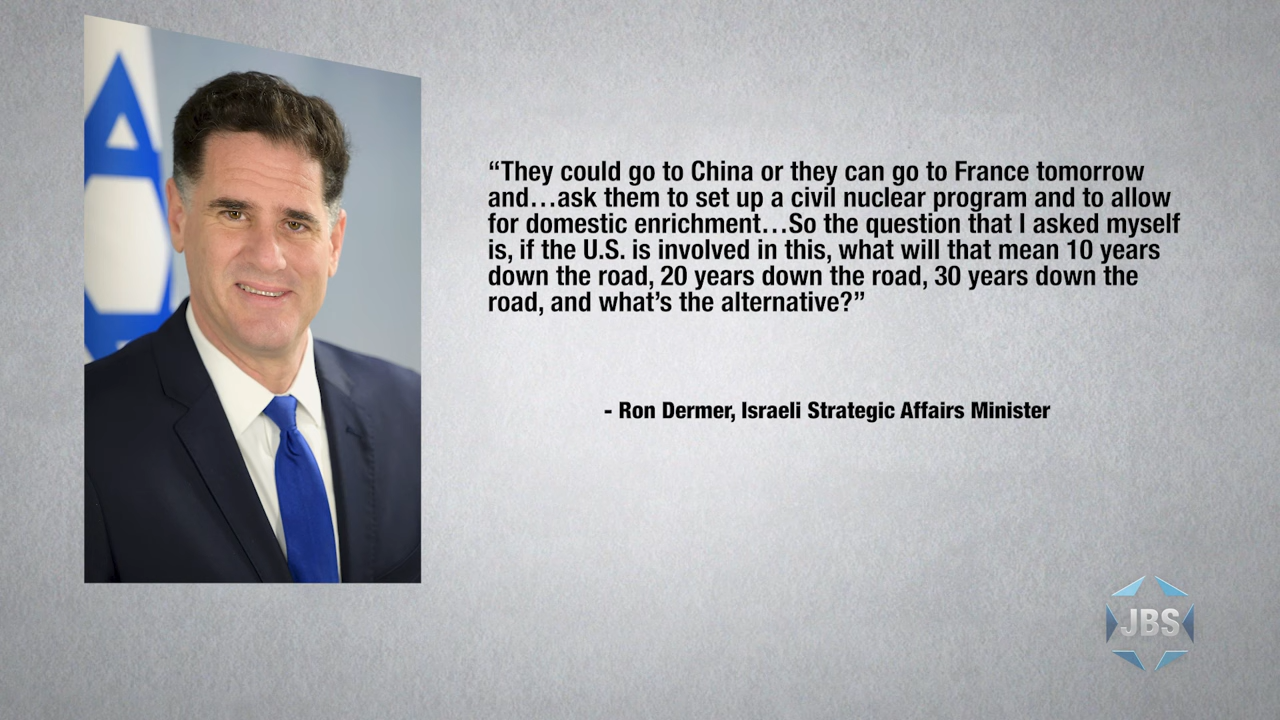 “They could go to China or they can go to France tomorrow
and…ask them to set up a civil nuclear program and to allow
for domestic enrichment…So the question that I asked myself
is, if the U.S. is involved in this, what will that mean 10 years
down the road, 20 years down the road, 30 years down the
road, and what’s the alternative?”
- Ron Dermer, Israeli Strategic Affairs Minister
JBS